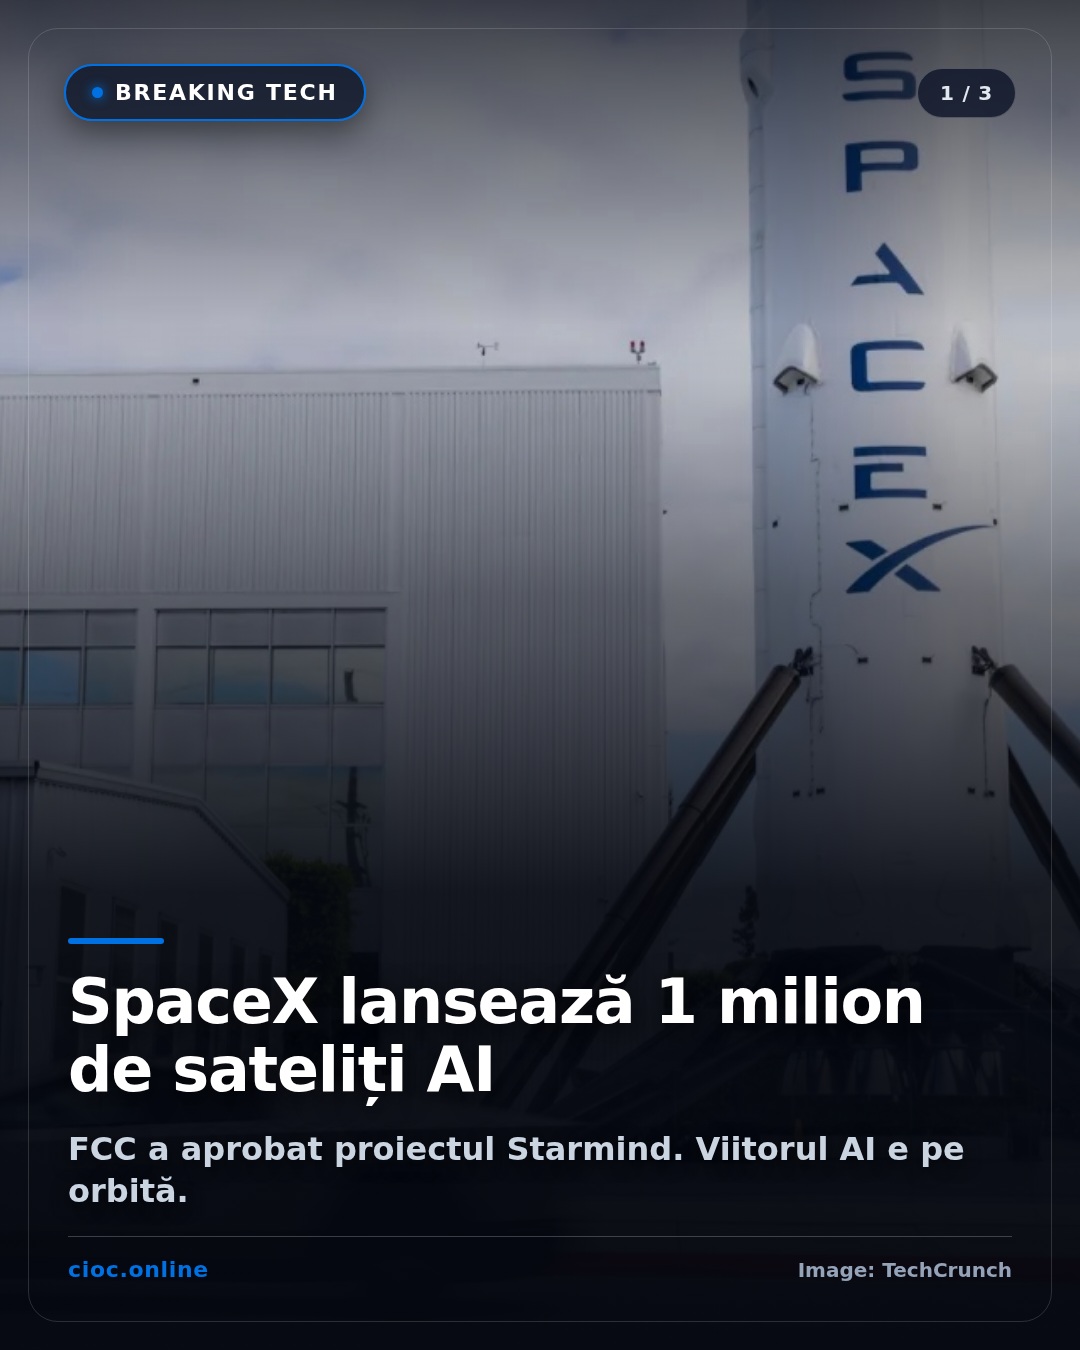 BREAKING TECH
1 / 3
SPACEX
SpaceX lansează 1 milion
de sateliți AI
FCC a aprobat proiectul Starmind. Viitorul AI e pe
orbită.
cioc.online
Image: TechCrunch